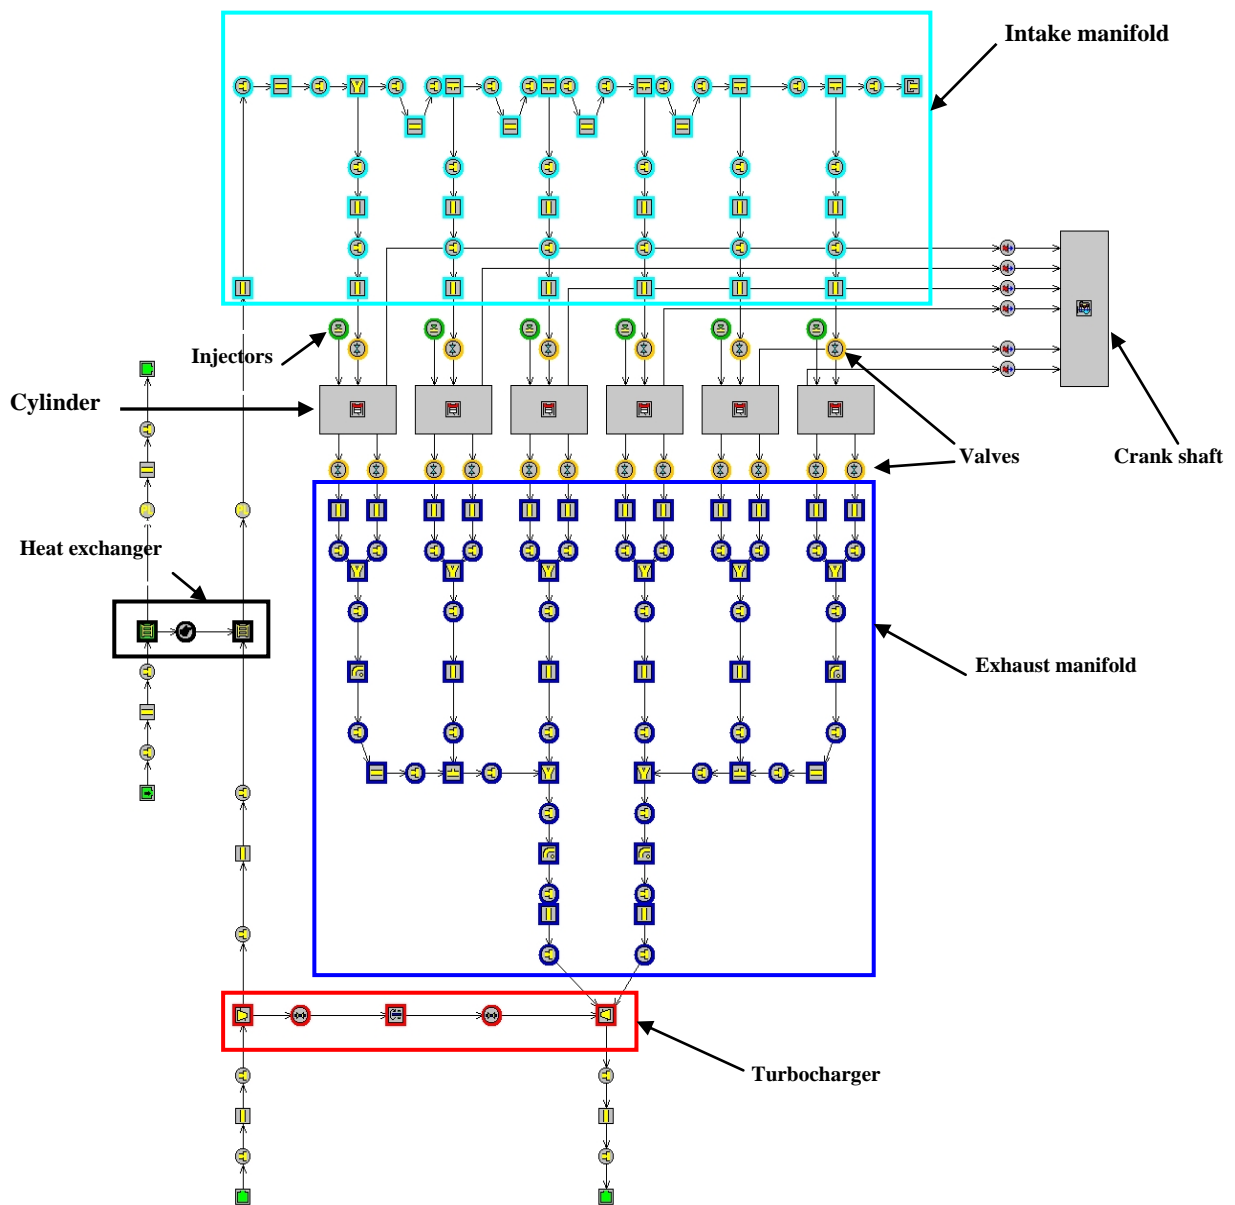 Intake manifold
Injectors
Cylinder
Valves
Crank shaft
Heat exchanger
Exhaust manifold
Turbocharger